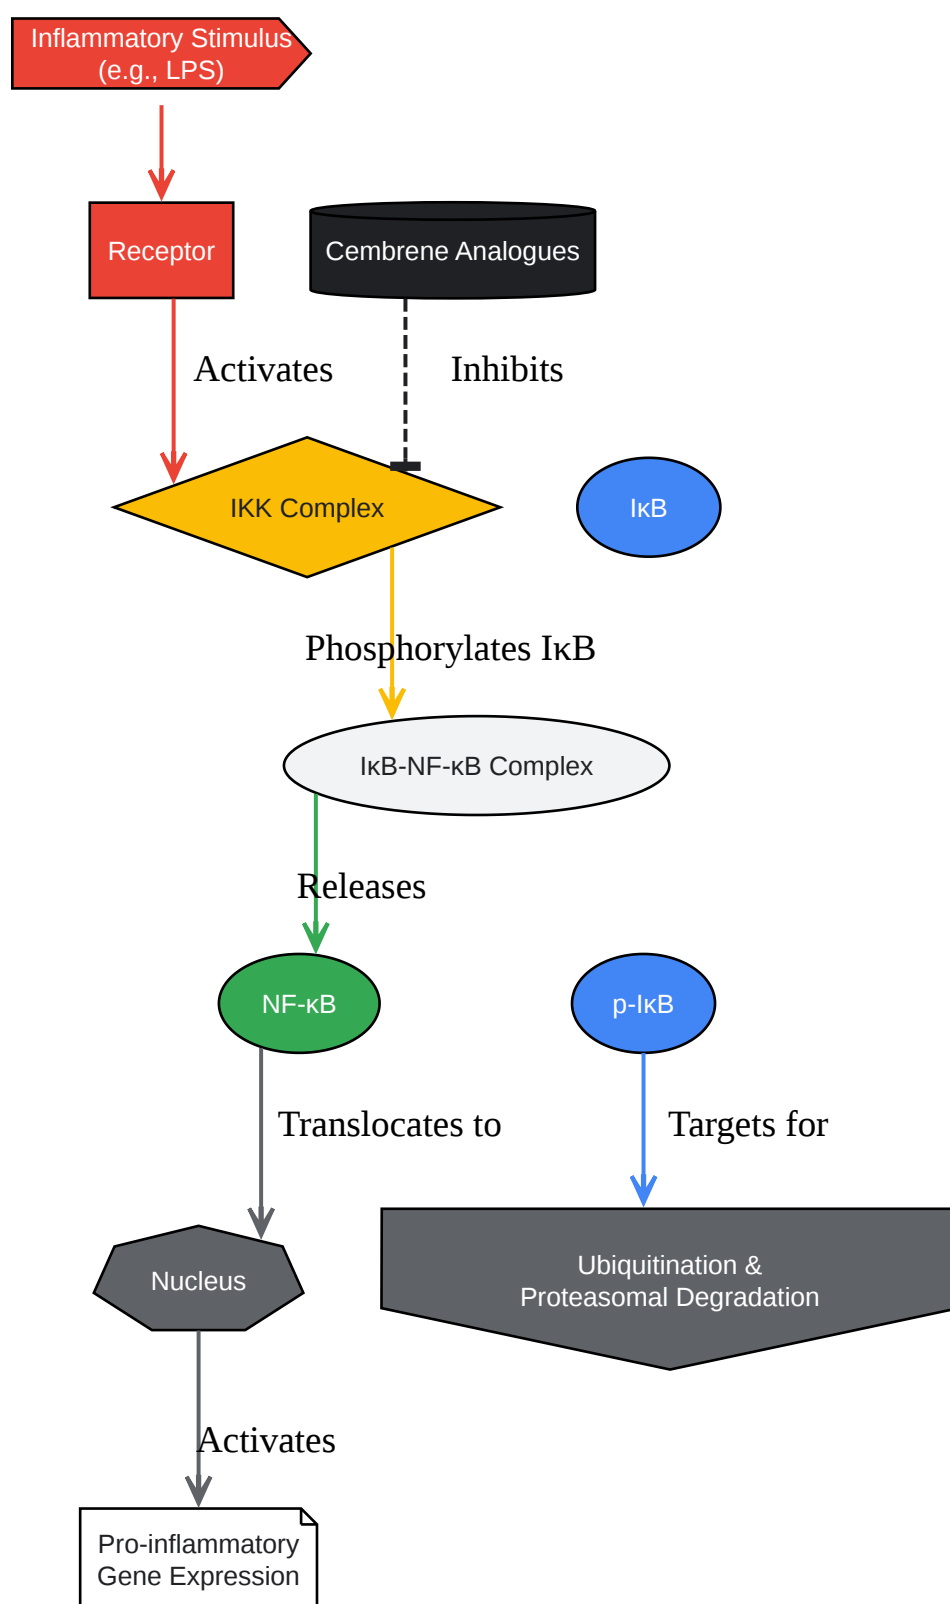 Inflammatory Stimulus
(e.g., LPS)
Receptor
Cembrene Analogues
Activates
Inhibits
IKK Complex
IκB
Phosphorylates IκB
IκB-NF-κB Complex
Releases
NF-κB
p-IκB
Translocates to
Targets for
Ubiquitination &
Proteasomal Degradation
Nucleus
Activates
Pro-inflammatory
Gene Expression